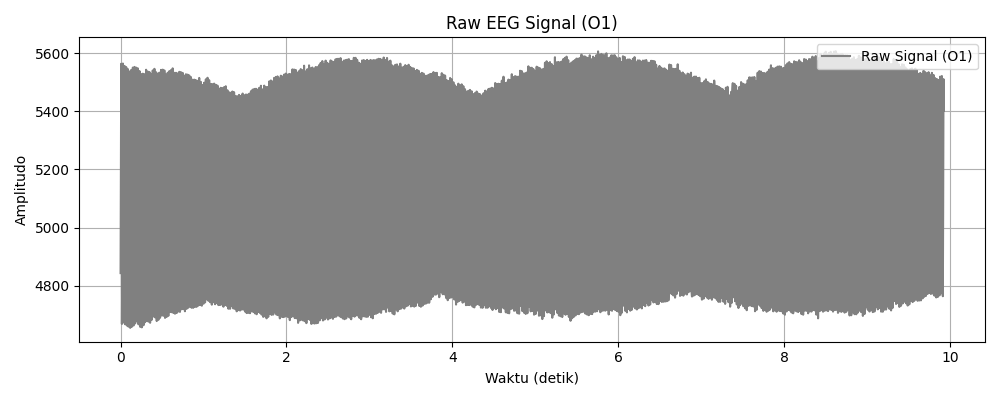 Raw EEG Signal (O1)
Raw Signal (O1)
Amplitudo
5600
5400
5200
5000
4800
0 2 4 6 8 10
Waktu (detik)